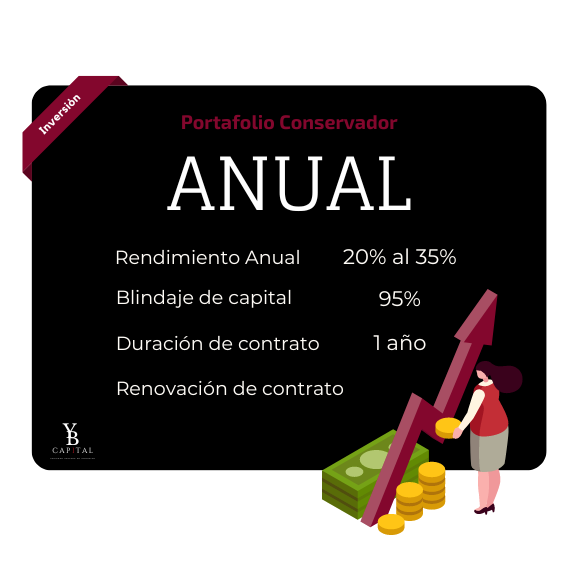 Inversión
Portafolio Conservador
ANUAL
Rendimiento Anual 20% al 35%
Blindaje de capital 95%
Duración de contrato 1 año
Renovación de contrato
YB
CAPITAL